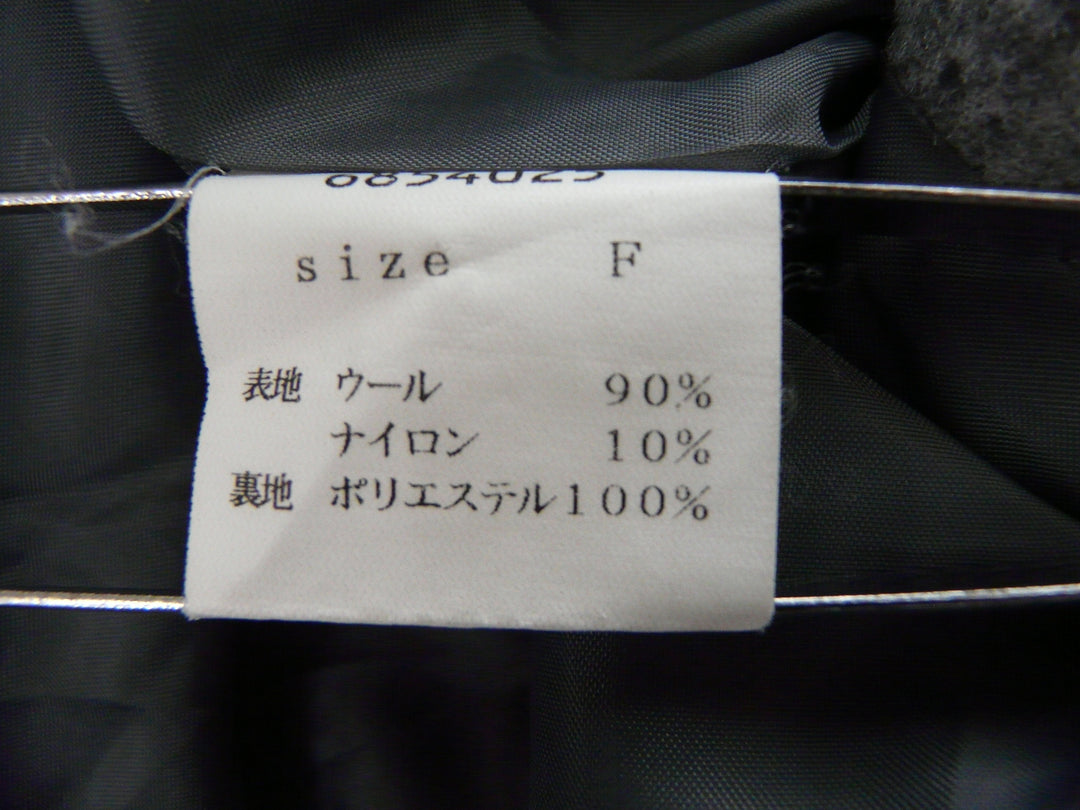 size F
表地 ウール 90%
ナイロン 10%
裏地 ポリエステル100%